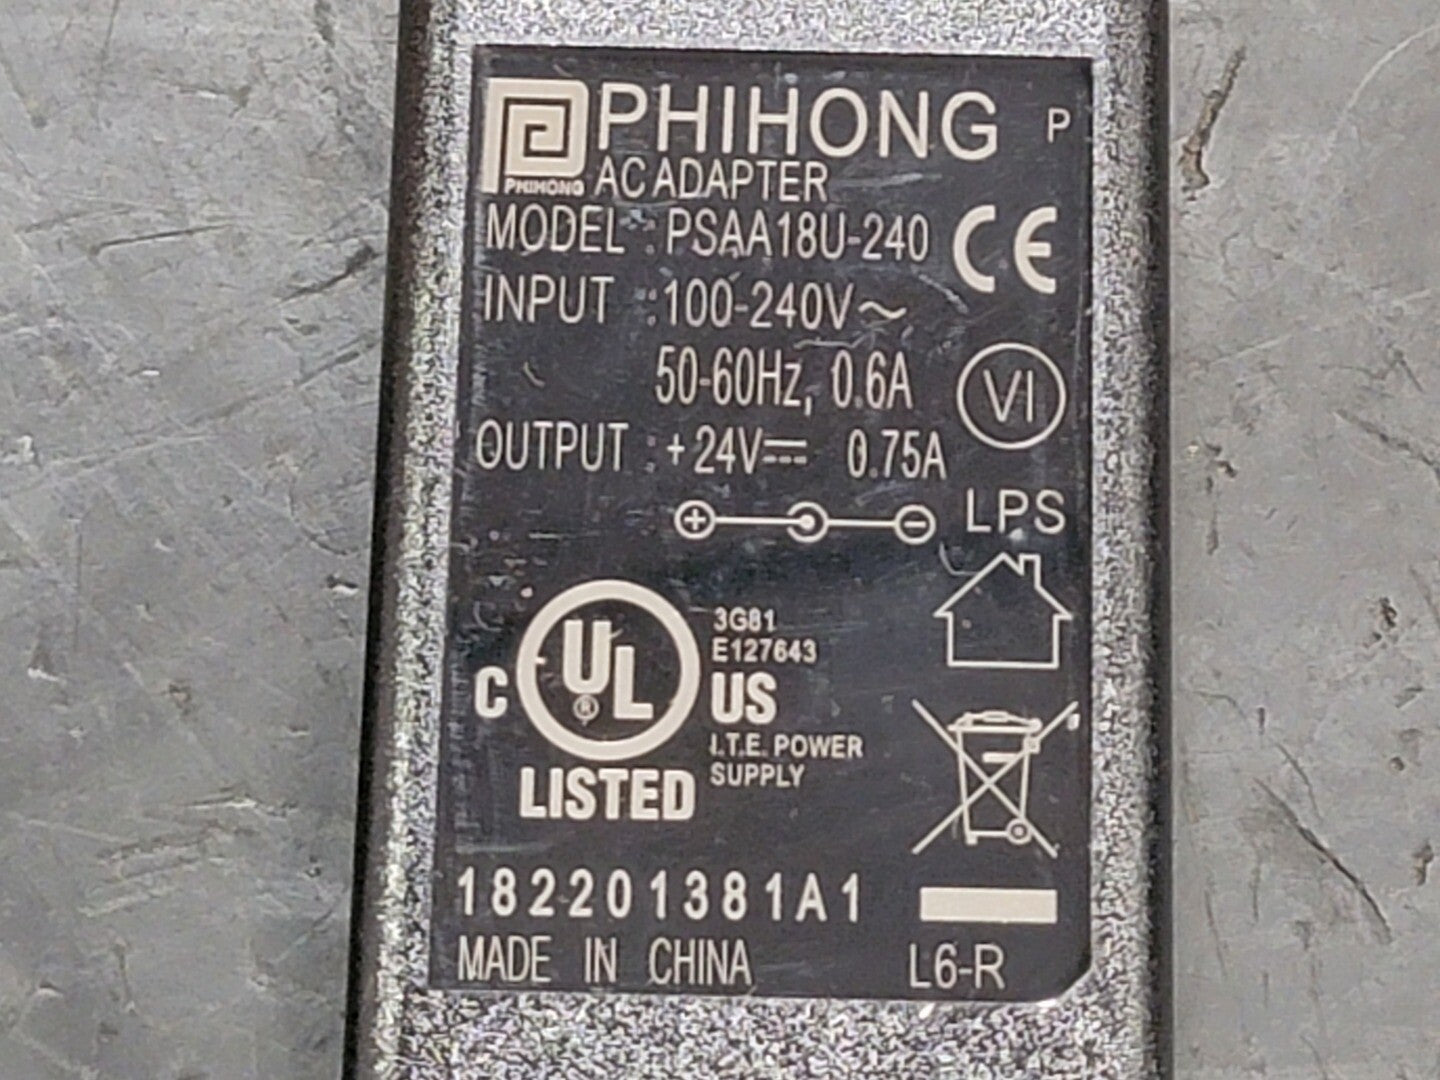 PHIHONG P
PHIHONG AC ADAPTER
MODEL : PSAA18U-240 CE
INPUT : 100-240V~
50-60Hz, 0.6A VI
OUTPUT : +24V⎓ 0.75A
LPS
3G81
E127643
C UL ® US
I.T.E. POWER
SUPPLY
LISTED
182201381A1
MADE IN CHINA L6-R